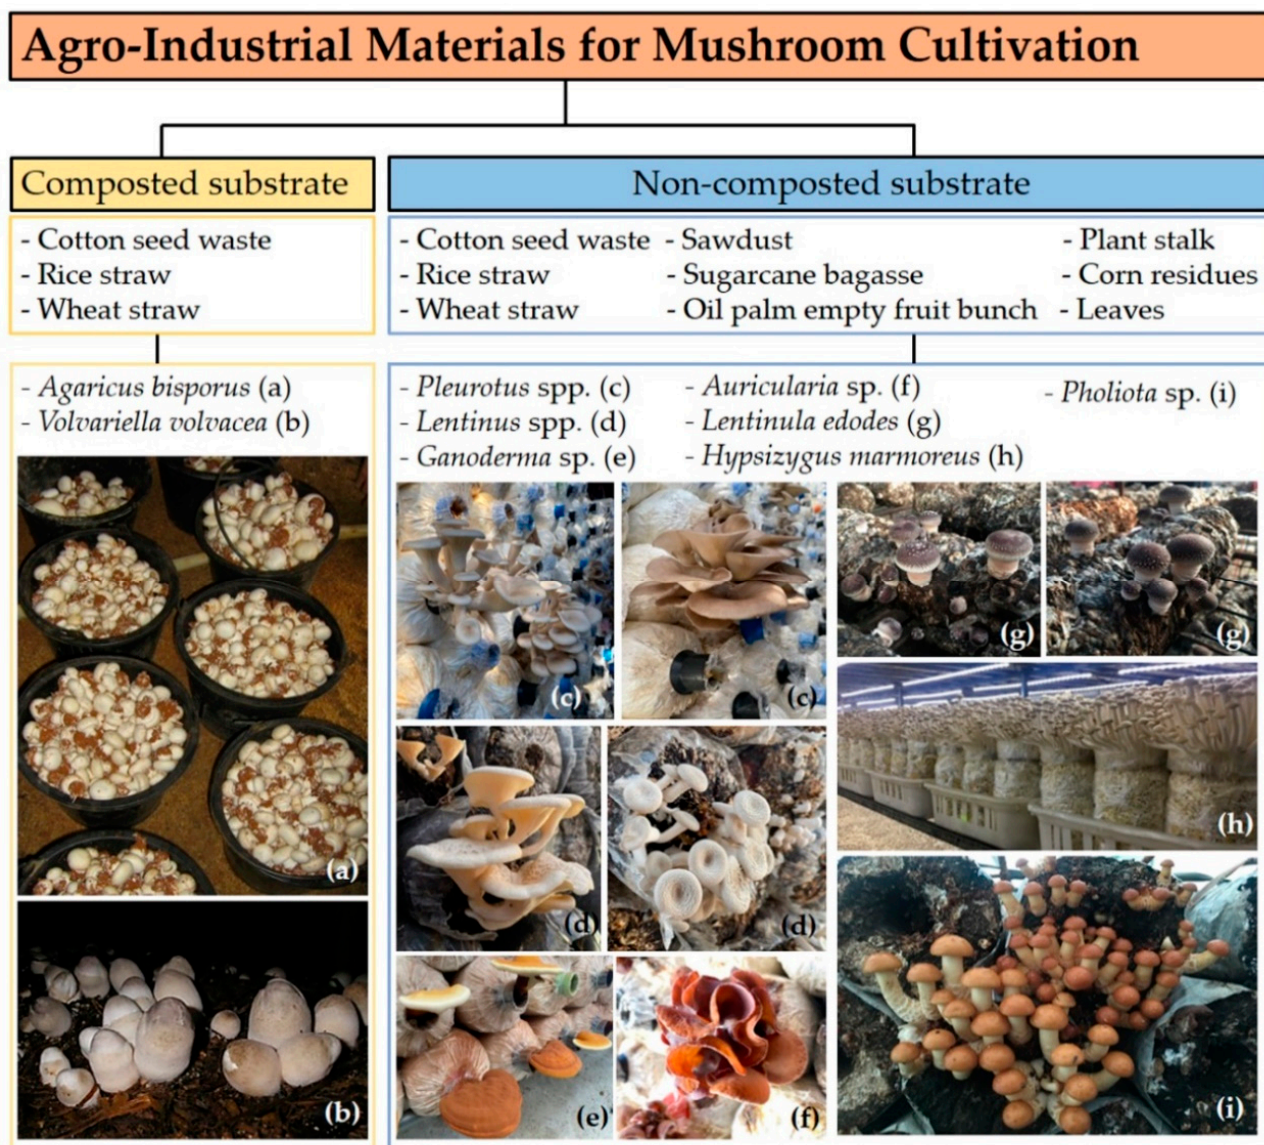 Agro-Industrial Materials for Mushroom Cultivation
Composted substrate
- Cotton seed waste
- Rice straw
- Wheat straw
- Agaricus bisporus (a)
- Volvariella volvacea (b)
(a)
(b)
Non-composted substrate
- Cotton seed waste
- Rice straw
- Wheat straw
- Sawdust
- Sugarcane bagasse
- Oil palm empty fruit bunch
- Plant stalk
- Corn residues
- Leaves
- Pleurotus spp. (c)
- Lentinus spp. (d)
- Ganoderma sp. (e)
- Auricularia sp. (f)
- Lentinula edodes (g)
- Hypsizygus marmoreus (h)
- Pholiota sp. (i)
(c)
(c)
(d)
(d)
(e)
(f)
(g)
(g)
(h)
(i)